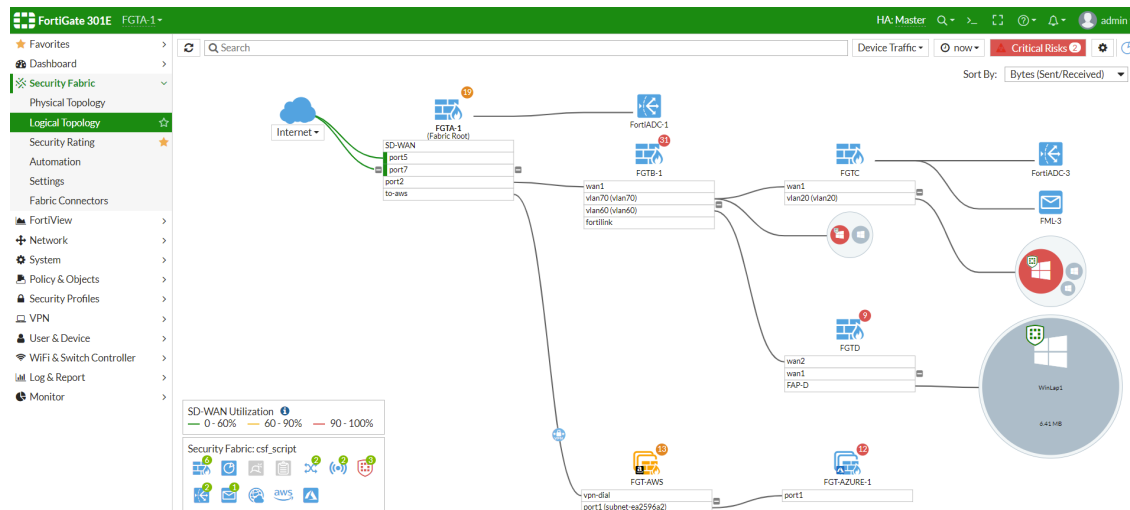 FortiGate 301E FGTA-1
HA: Master
admin
Favorites
Dashboard
Security Fabric
Physical Topology
Logical Topology
Security Rating
Automation
Settings
Fabric Connectors
FortiView
Network
System
Policy & Objects
Security Profiles
VPN
User & Device
WiFi & Switch Controller
Log & Report
Monitor
Search
Device Traffic
now
Critical Risks 2
Sort By: Bytes (Sent/Received)
Internet
19
FGTA-1
(Fabric Root)
SD-WAN
port5
port7
port2
to-aws
FortiADC-1
31
FGTB-1
wan1
vlan70 (vlan70)
vlan60 (vlan60)
fortilink
FGTC
wan1
vlan20 (vlan20)
FortiADC-3
FML-3
9
FGTD
wan2
wan1
FAP-D
WinLap1
6.41 MB
13
FGT-AWS
vpn-dial
port1 (subnet-ea2596a2)
12
FGT-AZURE-1
port1
SD-WAN Utilization
0 - 60% 60 - 90% 90 - 100%
Security Fabric: csf_script
6 2 2 3
2 1 aws